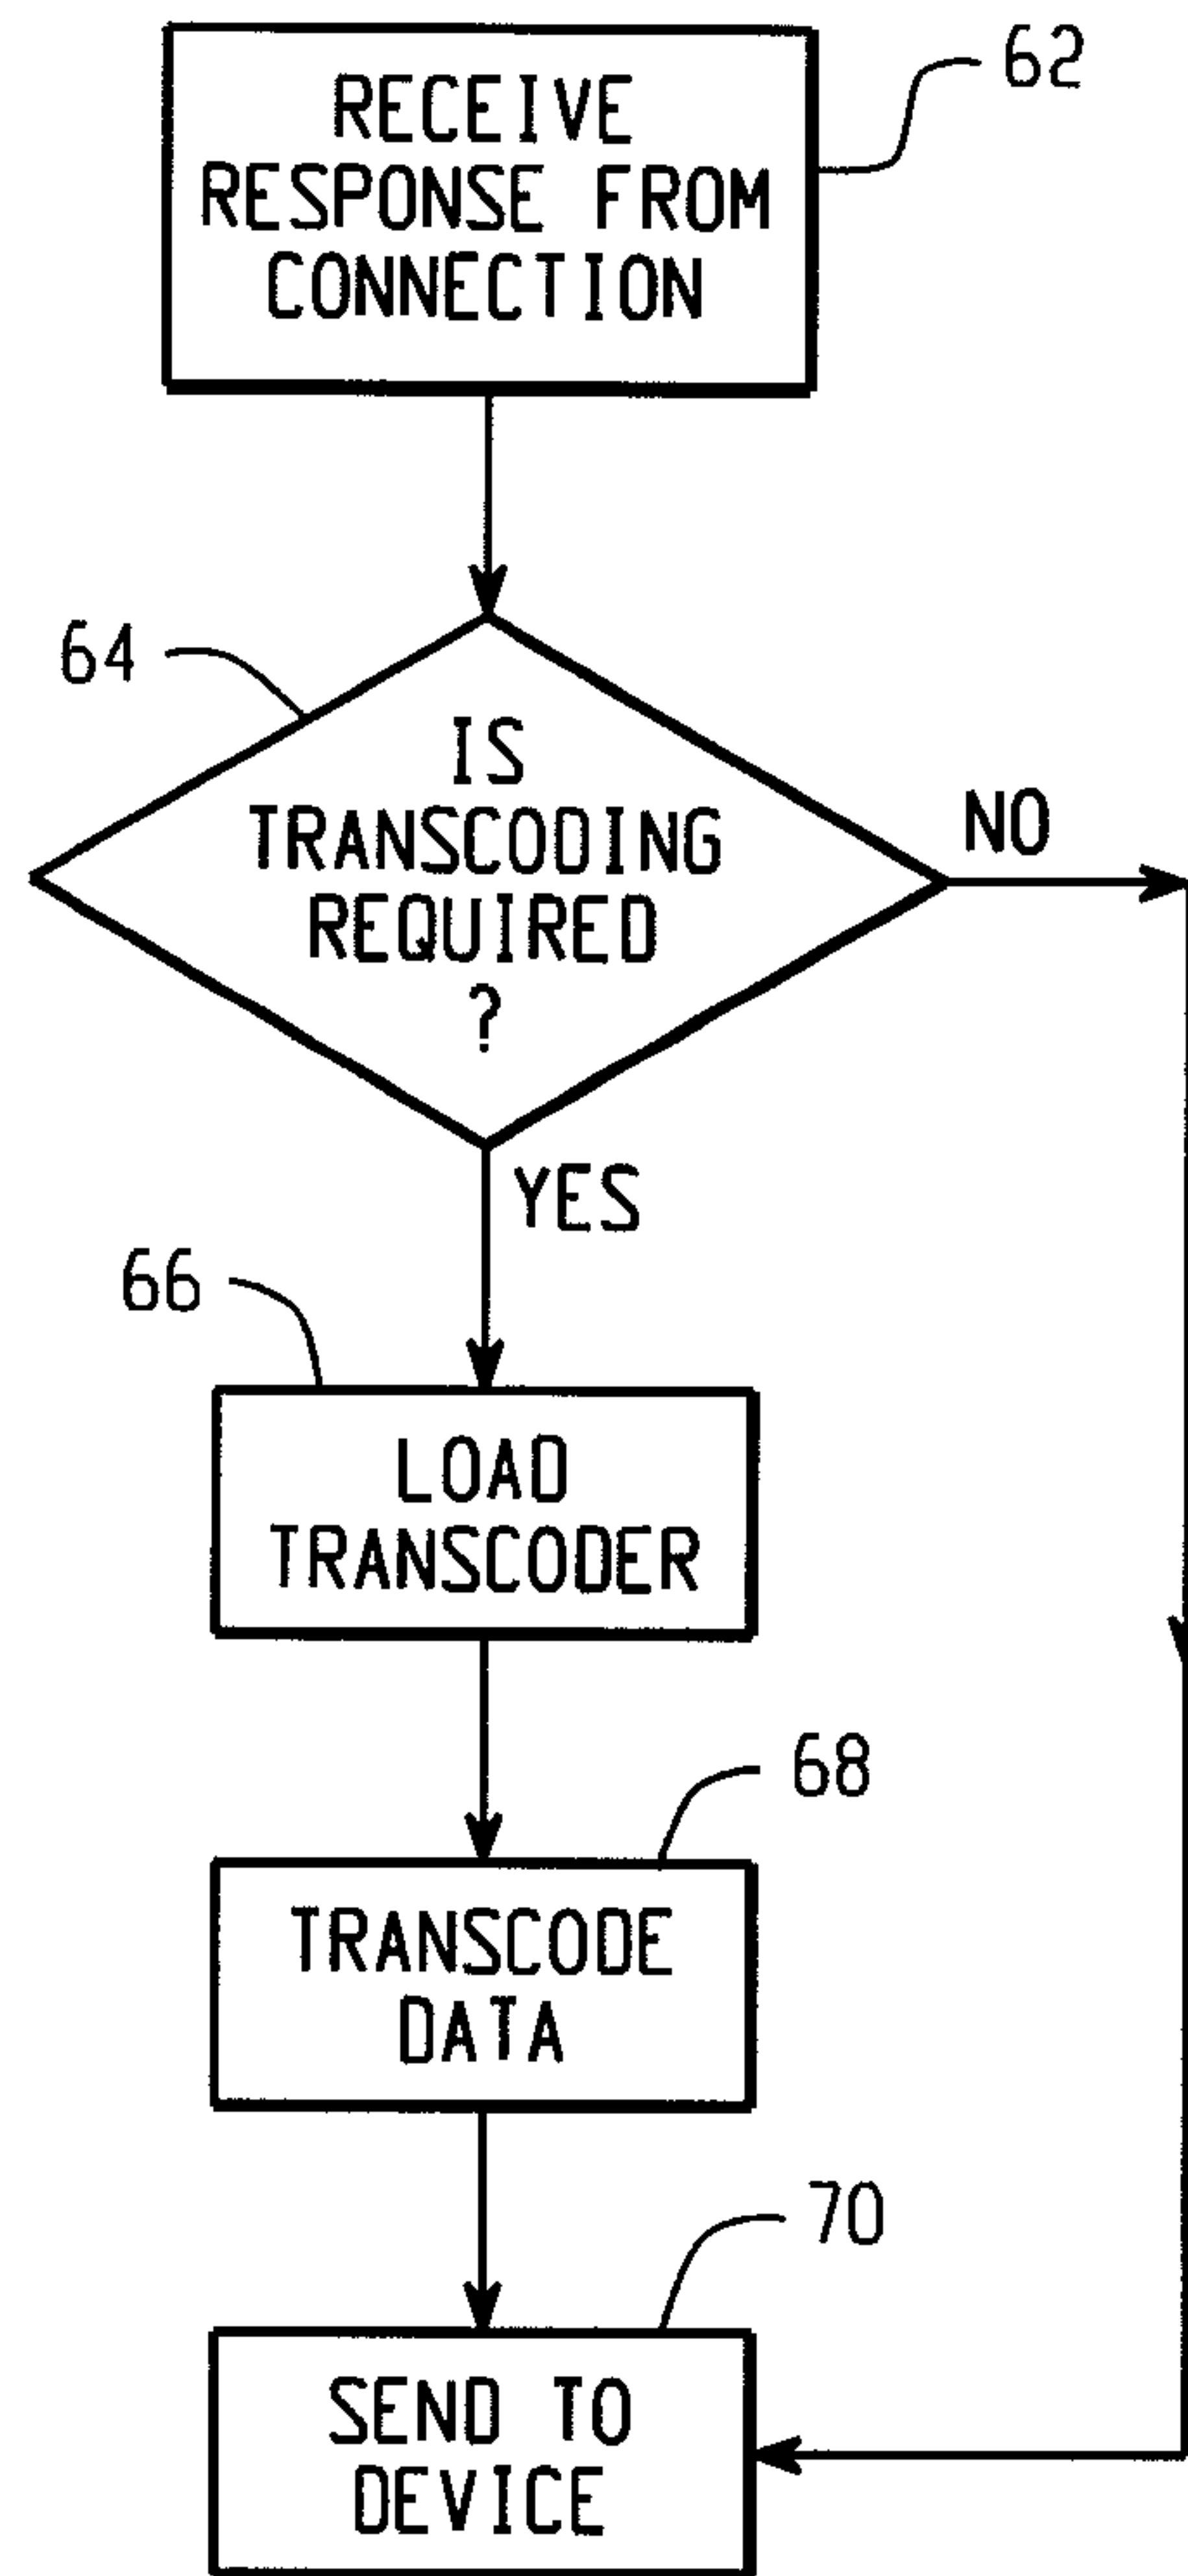 RECEIVE
RESPONSE FROM
CONNECTION
62
64
IS
TRANSCODING
REQUIRED
?
NO
YES
66
LOAD
TRANSCODER
68
TRANSCODE
DATA
70
SEND TO
DEVICE